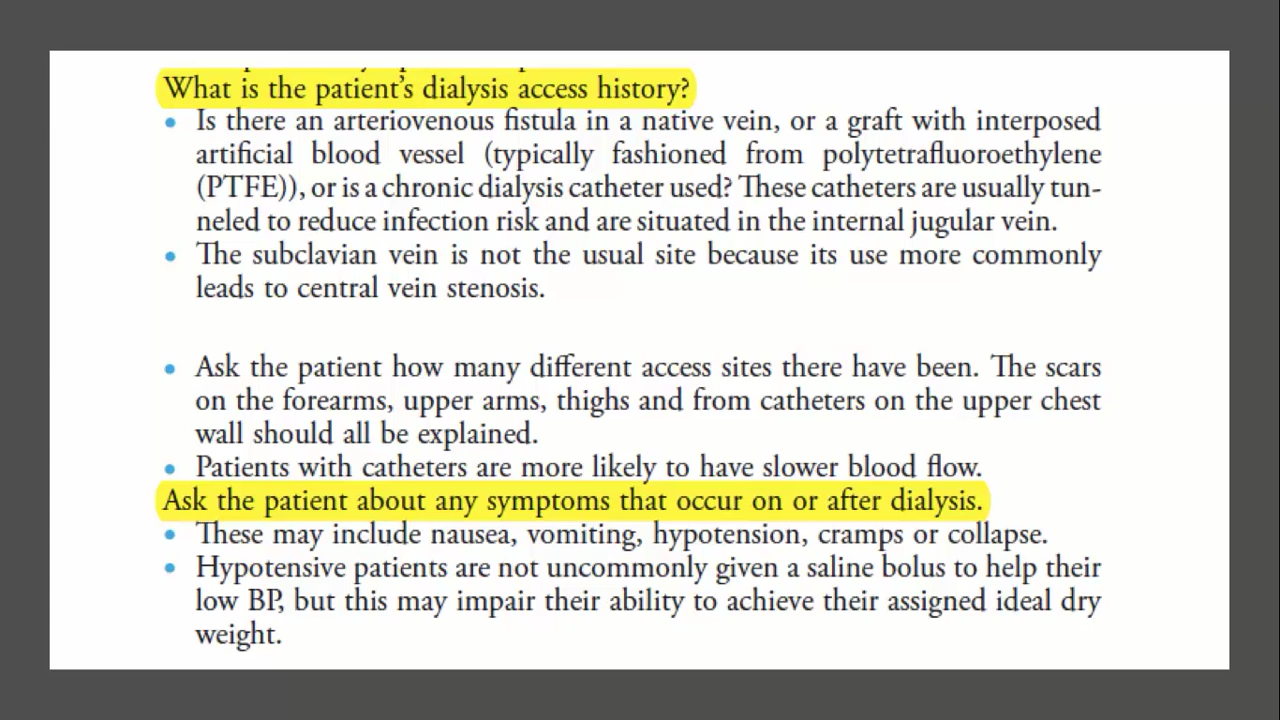 What is the patient's dialysis access history?
• Is there an arteriovenous fistula in a native vein, or a graft with interposed
artificial blood vessel (typically fashioned from polytetrafluoroethylene
(PTFE)), or is a chronic dialysis catheter used? These catheters are usually tun-
neled to reduce infection risk and are situated in the internal jugular vein.
• The subclavian vein is not the usual site because its use more commonly
leads to central vein stenosis.
• Ask the patient how many different access sites there have been. The scars
on the forearms, upper arms, thighs and from catheters on the upper chest
wall should all be explained.
• Patients with catheters are more likely to have slower blood flow.
Ask the patient about any symptoms that occur on or after dialysis.
• These may include nausea, vomiting, hypotension, cramps or collapse.
• Hypotensive patients are not uncommonly given a saline bolus to help their
low BP, but this may impair their ability to achieve their assigned ideal dry
weight.